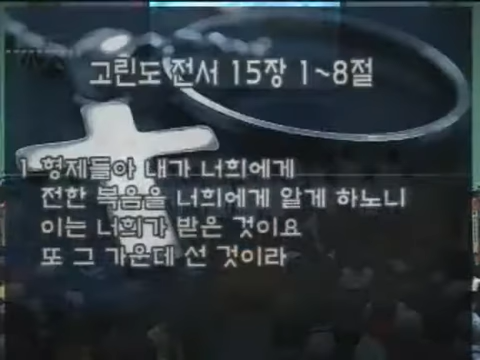 고린도 전서 15장 1~8절
1 형제들아 내가 너희에게
전한 복음을 너희에게 알게 하노니
이는 너희가 받은 것이요
또 그 가운데 선 것이라